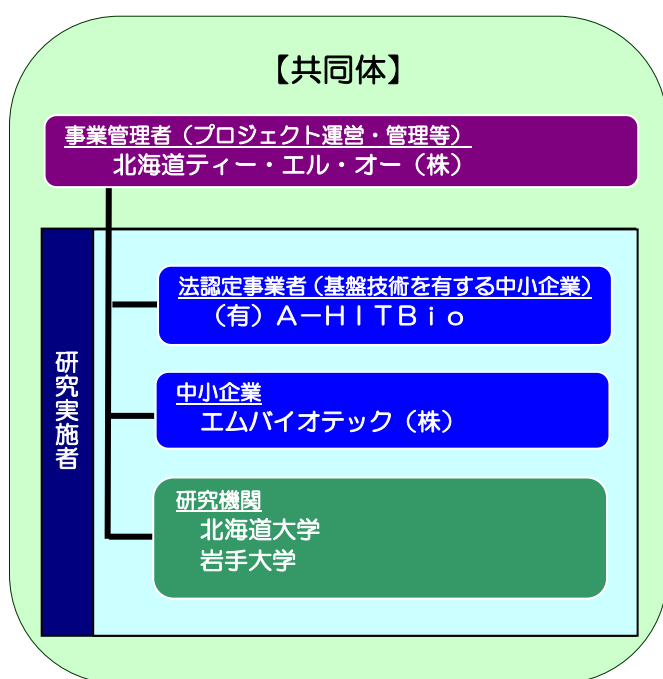 【共同体】
事業管理者（プロジェクト運営・管理等）
北海道ティー・エル・オー（株）
研究実施者
法認定事業者（基盤技術を有する中小企業）
（有）Ａ－ＨＩＴＢｉｏ
中小企業
エムバイオテック（株）
研究機関
北海道大学
岩手大学